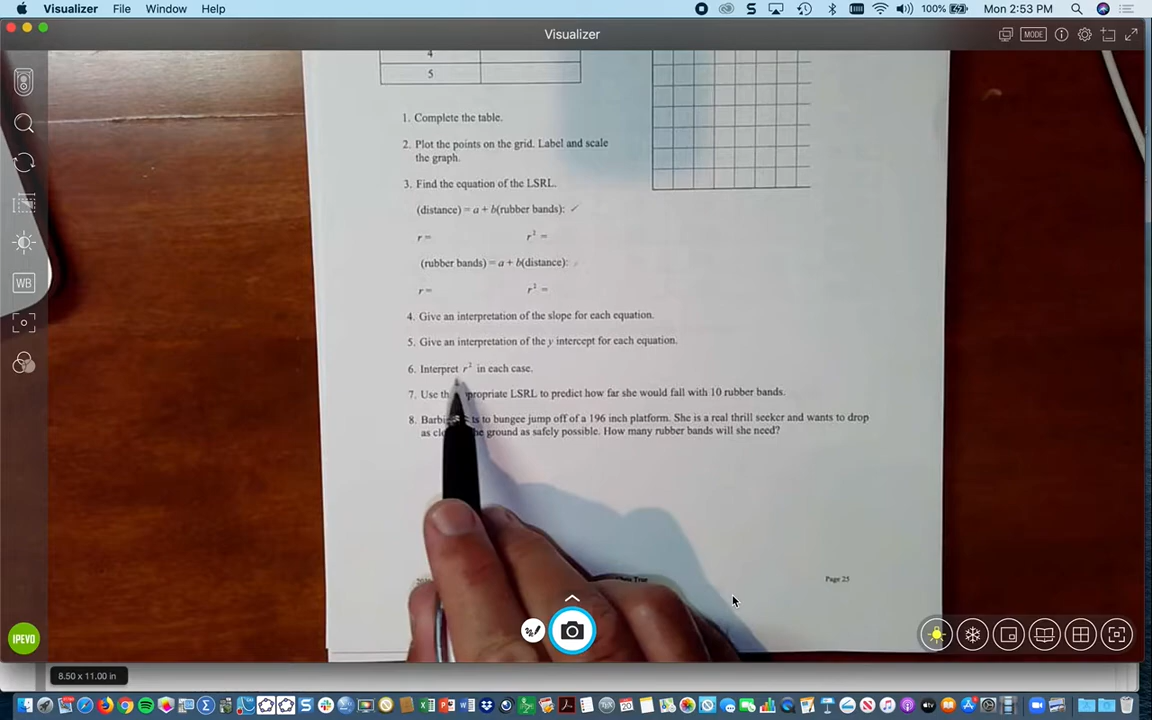 Visualizer File Window Help
100% Mon 2:53 PM
Visualizer
MODE
WB
4
5
1. Complete the table.
2. Plot the points on the grid. Label and scale
the graph.
3. Find the equation of the LSRL.
(distance) = a + b(rubber bands): ✓
r = r² =
(rubber bands) = a + b(distance):
r = r² =
4. Give an interpretation of the slope for each equation.
5. Give an interpretation of the y intercept for each equation.
6. Interpret r² in each case.
7. Use LSRL to predict how far she would fall with 10 rubber bands.
8. to bungee jump off of a 196 inch platform. She is a real thrill seeker and wants to drop
as ground as safely possible. How many rubber bands will she need?
Page 25
IPEVO
8.50 x 11.00 in